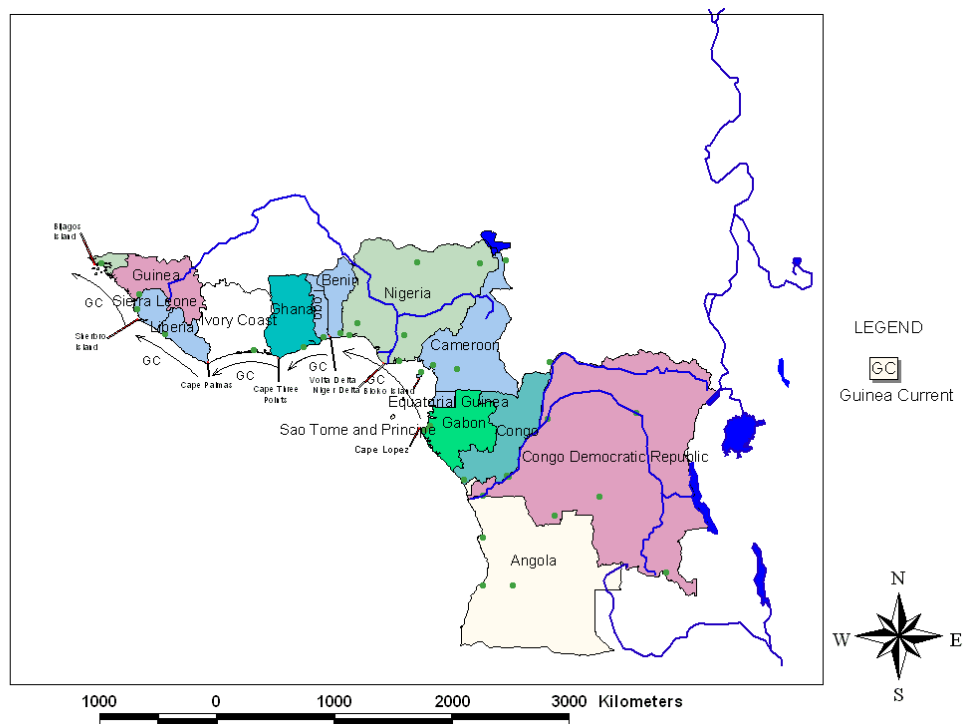 Bijagos
Island
Guinea
GC
Sierra Leone
Sherbro
Island
Liberia
GC
Ivory Coast
Cape Palmas
GC
Ghana
Cape Three
Points
Togo
Benin
GC
Volta Delta
Niger Delta
GC
Bioko Island
Nigeria
Cameroon
Equatorial Guinea
Sao Tome and Principe
Gabon
Cape Lopez
Congo
Congo Democratic Republic
Angola
LEGEND
GC
Guinea Current
N
W
E
S
1000 0 1000 2000 3000 Kilometers